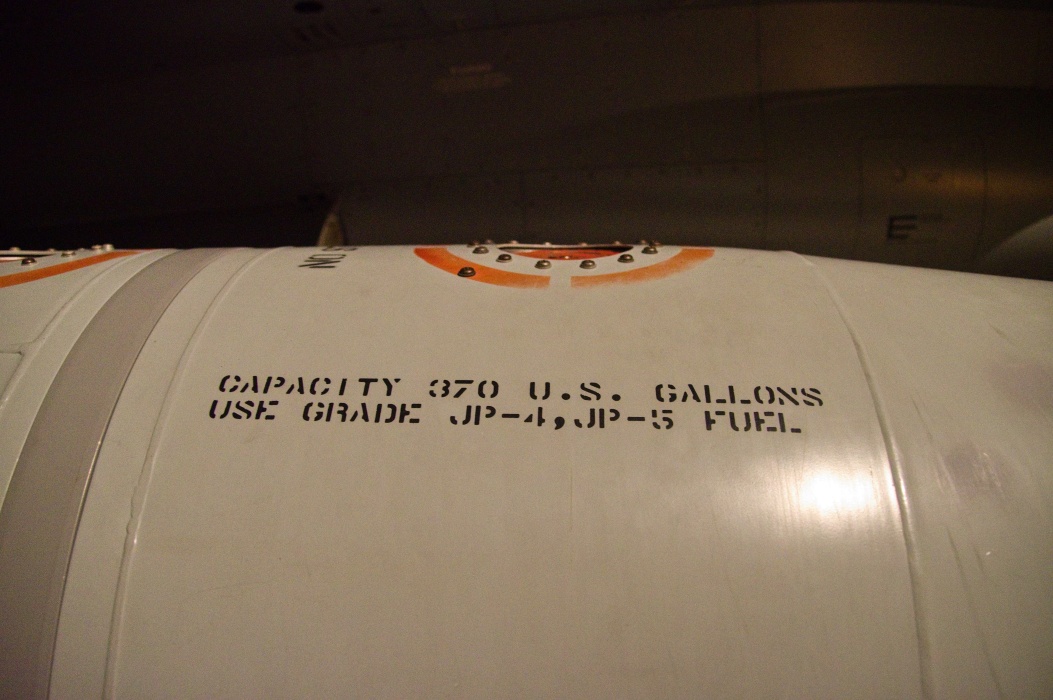 CAPACITY 370 U.S. GALLONS
USE GRADE JP-4,JP-5 FUEL
E